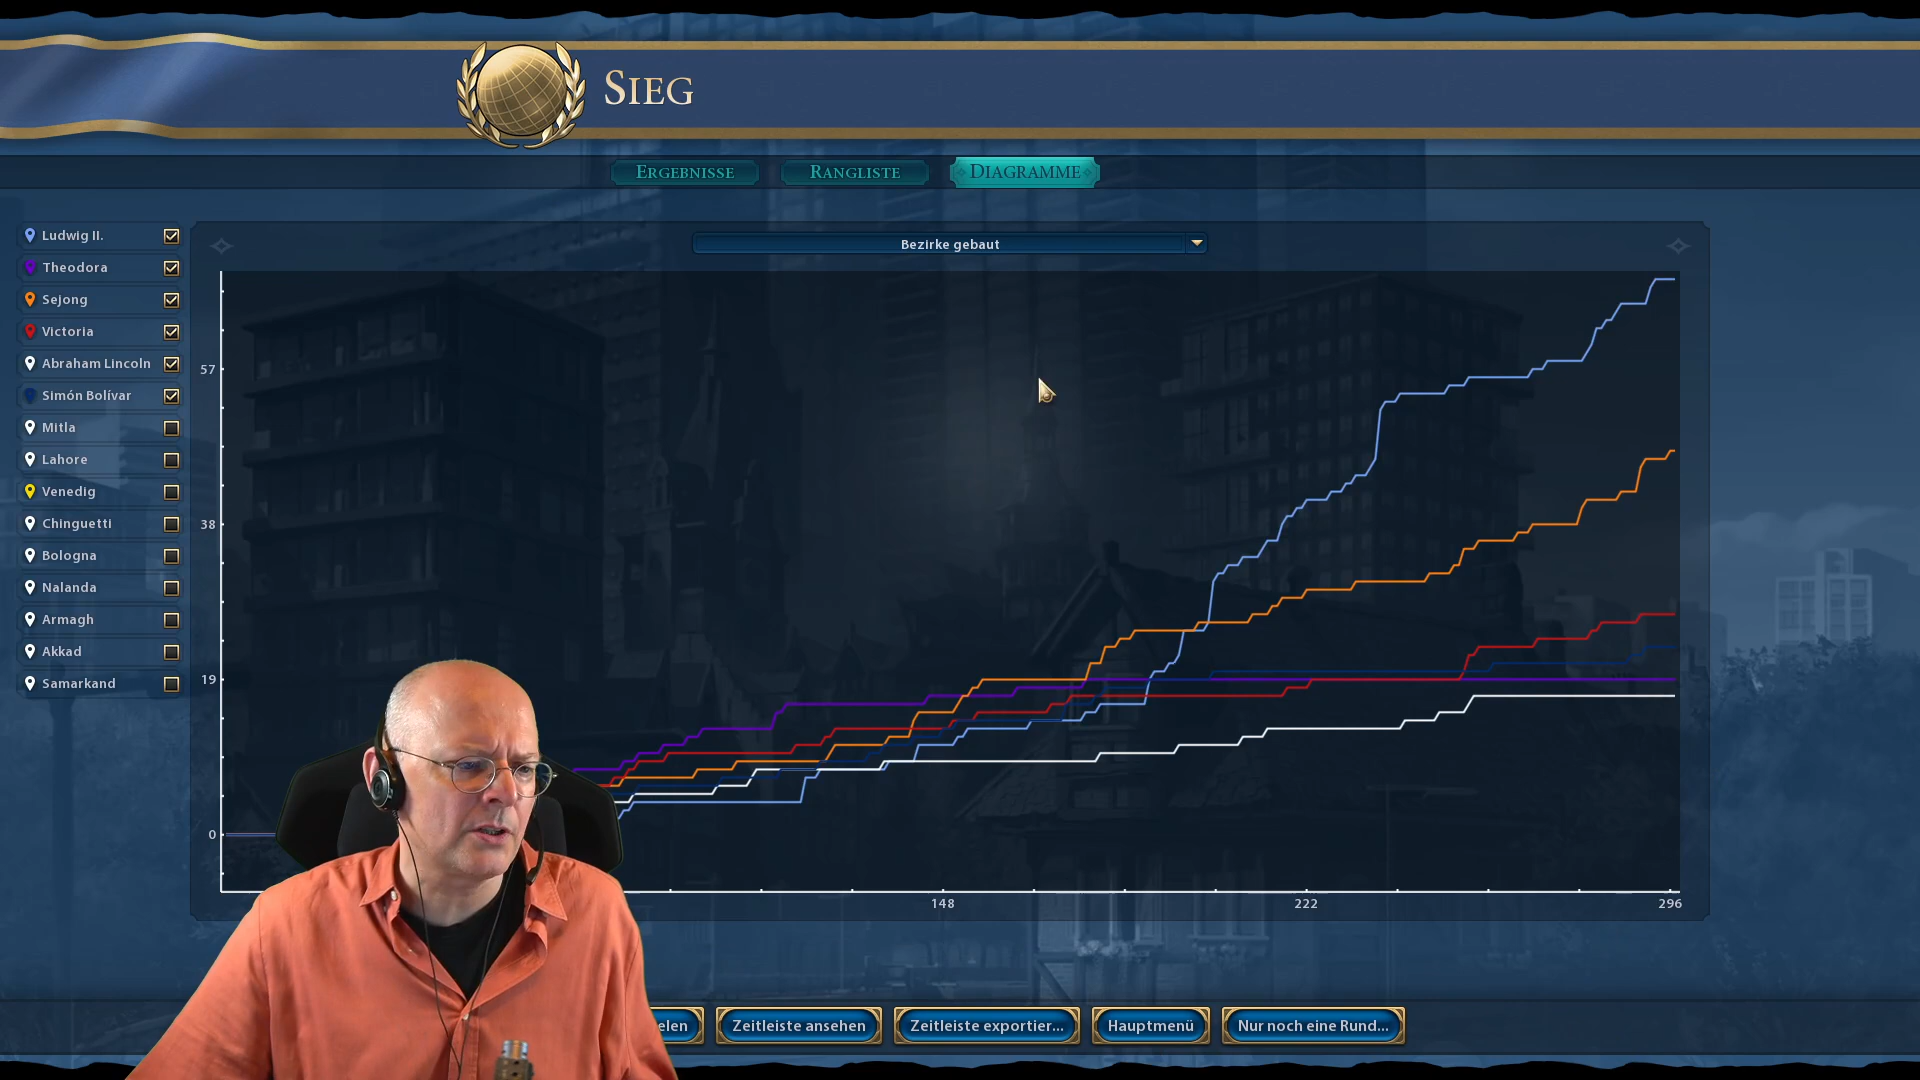 SIEG
ERGEBNISSE
RANGLISTE
DIAGRAMME
Ludwig II.
Theodora
Sejong
Victoria
Abraham Lincoln
Simón Bolívar
Mitla
Lahore
Venedig
Chinguetti
Bologna
Nalanda
Armagh
Akkad
Samarkand
Bezirke gebaut
57
38
19
0
148
222
296
elen
Zeitleiste ansehen
Zeitleiste exportier...
Hauptmenü
Nur noch eine Rund...